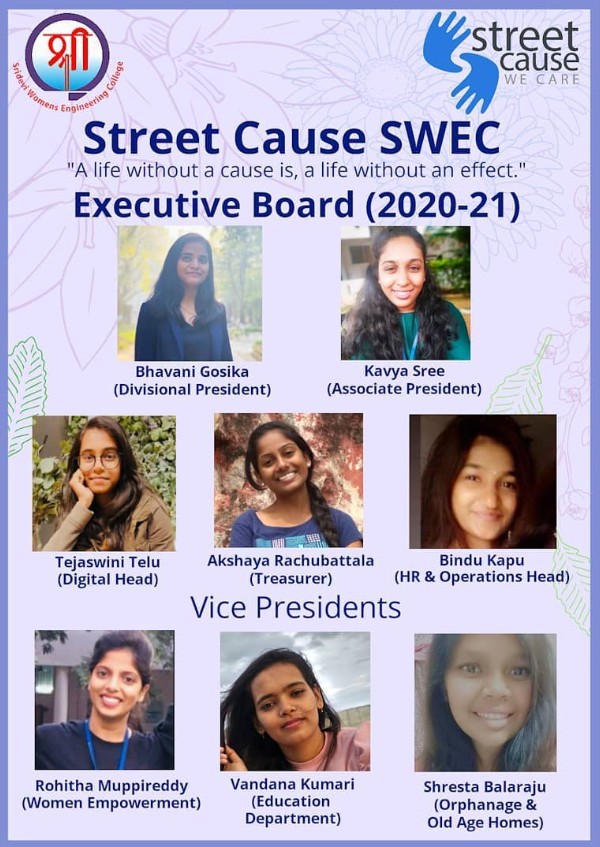 श्री
Sridevi Womens Engineering College
street
cause
WE CARE
Street Cause SWEC
"A life without a cause is, a life without an effect."
Executive Board (2020-21)
Bhavani Gosika
(Divisional President)
Kavya Sree
(Associate President)
Tejaswini Telu
(Digital Head)
Akshaya Rachubattala
(Treasurer)
Bindu Kapu
(HR & Operations Head)
Vice Presidents
Rohitha Muppireddy
(Women Empowerment)
Vandana Kumari
(Education
Department)
Shresta Balaraju
(Orphanage &
Old Age Homes)